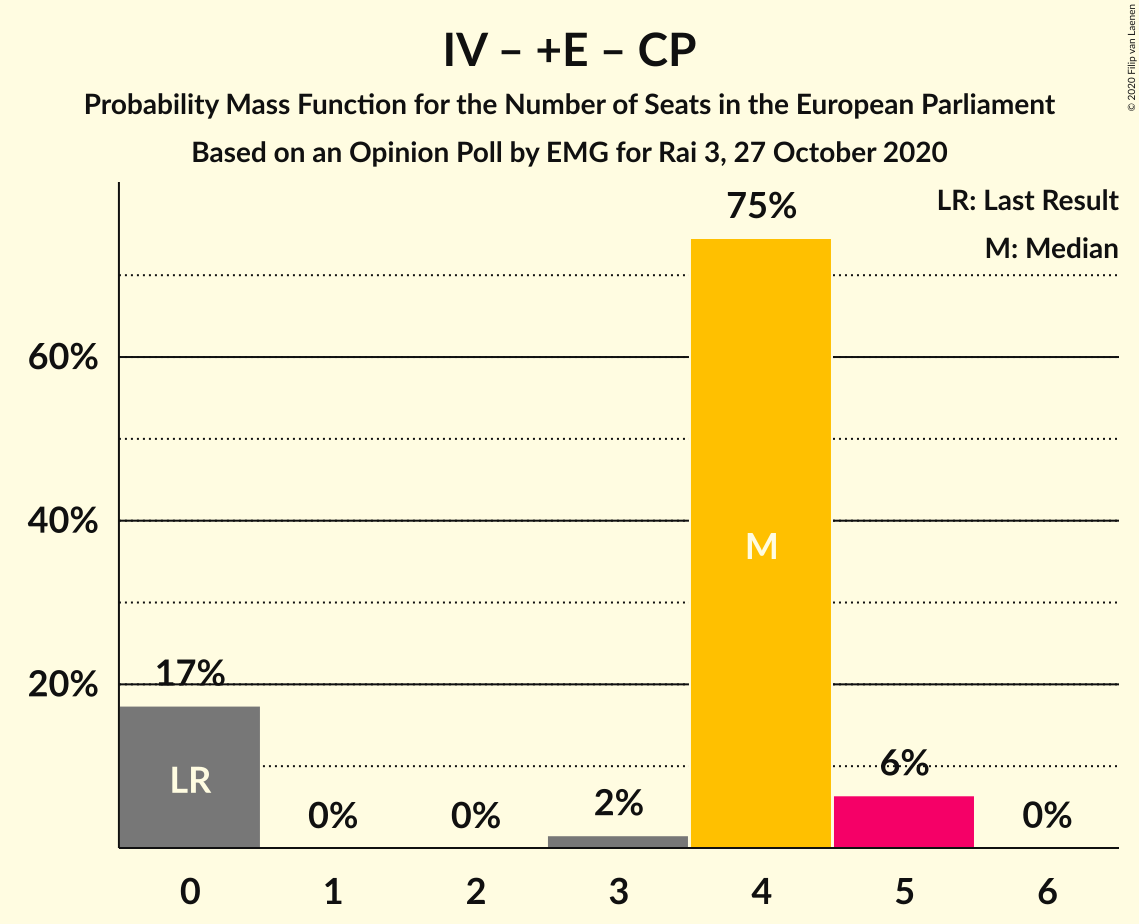 IV – +E – CP
Probability Mass Function for the Number of Seats in the European Parliament
Based on an Opinion Poll by EMG for Rai 3, 27 October 2020
© 2020 Filip van Laenen
LR: Last Result
M: Median
75%
60%
40%
20%
M
17%
LR
0%
0%
2%
6%
0%
0 1 2 3 4 5 6